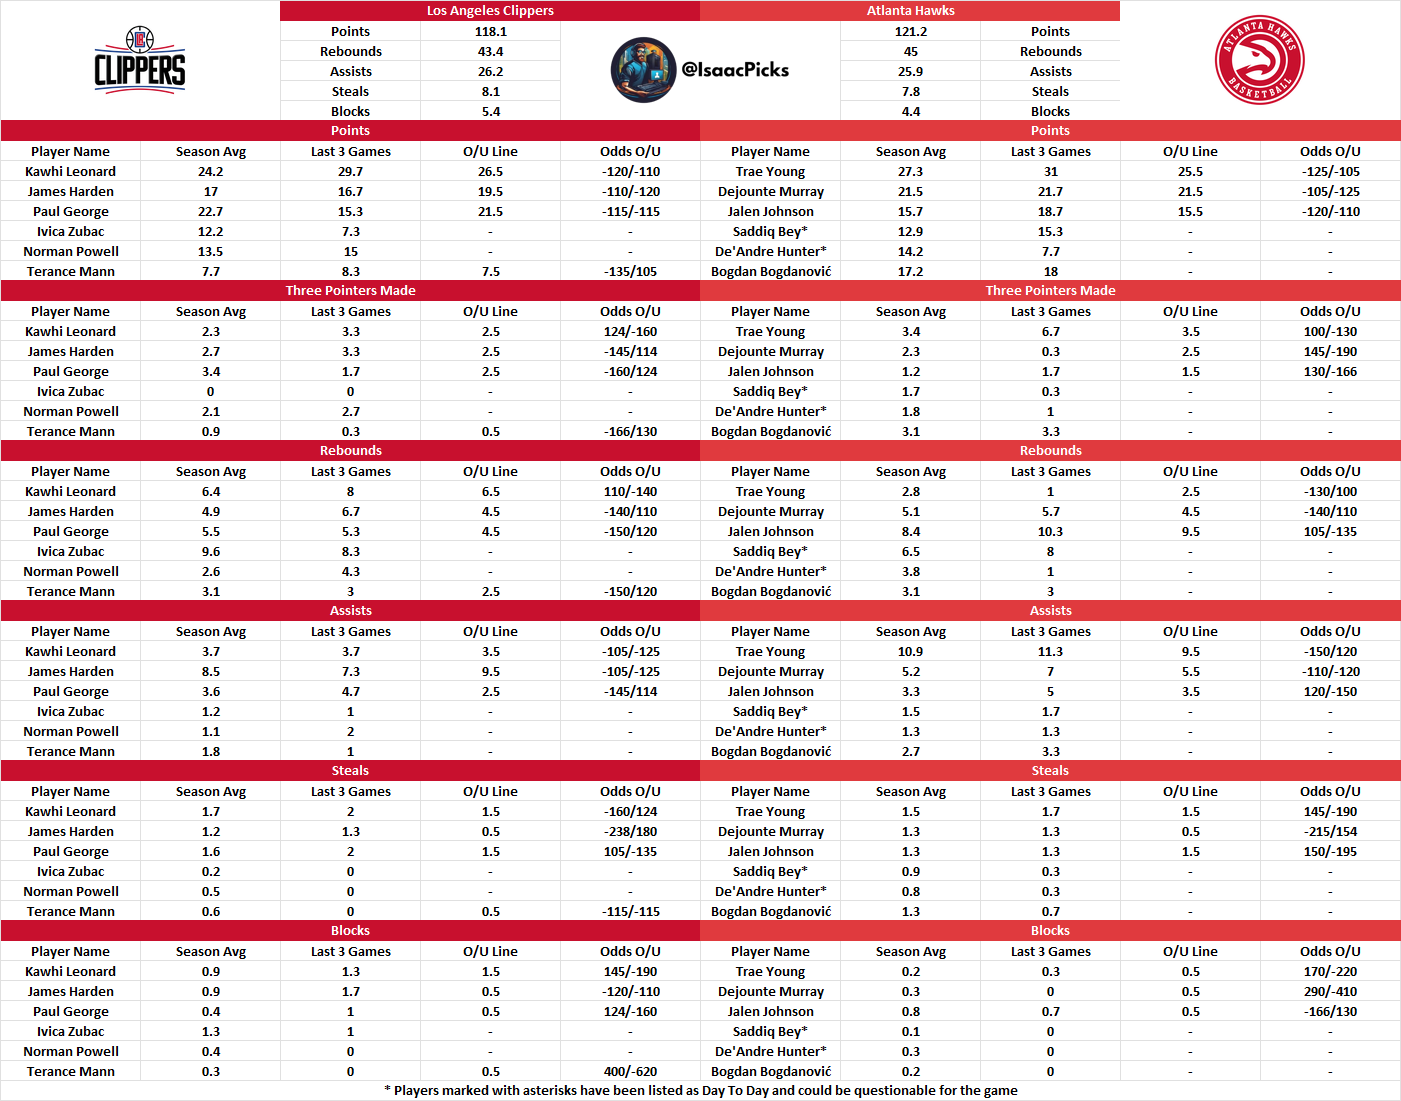 Los Angeles Clippers Atlanta Hawks
CLIPPERS Points 118.1 @IsaacPicks 121.2 Points ATLANTA HAWKS BASKETBALL
Rebounds 43.4 45 Rebounds
Assists 26.2 25.9 Assists
Steals 8.1 7.8 Steals
Blocks 5.4 4.4 Blocks
Points Points
Player Name Season Avg Last 3 Games O/U Line Odds O/U Player Name Season Avg Last 3 Games O/U Line Odds O/U
Kawhi Leonard 24.2 29.7 26.5 -120/-110 Trae Young 27.3 31 25.5 -125/-105
James Harden 17 16.7 19.5 -110/-120 Dejounte Murray 21.5 21.7 21.5 -105/-125
Paul George 22.7 15.3 21.5 -115/-115 Jalen Johnson 15.7 18.7 15.5 -120/-110
Ivica Zubac 12.2 7.3 - - Saddiq Bey* 12.9 15.3 - -
Norman Powell 13.5 15 - - De'Andre Hunter* 14.2 7.7 - -
Terance Mann 7.7 8.3 7.5 -135/105 Bogdan Bogdanović 17.2 18 - -
Three Pointers Made Three Pointers Made
Player Name Season Avg Last 3 Games O/U Line Odds O/U Player Name Season Avg Last 3 Games O/U Line Odds O/U
Kawhi Leonard 2.3 3.3 2.5 124/-160 Trae Young 3.4 6.7 3.5 100/-130
James Harden 2.7 3.3 2.5 -145/114 Dejounte Murray 2.3 0.3 2.5 145/-190
Paul George 3.4 1.7 2.5 -160/124 Jalen Johnson 1.2 1.7 1.5 130/-166
Ivica Zubac 0 0 - - Saddiq Bey* 1.7 0.3 - -
Norman Powell 2.1 2.7 - - De'Andre Hunter* 1.8 1 - -
Terance Mann 0.9 0.3 0.5 -166/130 Bogdan Bogdanović 3.1 3.3 - -
Rebounds Rebounds
Player Name Season Avg Last 3 Games O/U Line Odds O/U Player Name Season Avg Last 3 Games O/U Line Odds O/U
Kawhi Leonard 6.4 8 6.5 110/-140 Trae Young 2.8 1 2.5 -130/100
James Harden 4.9 6.7 4.5 -140/110 Dejounte Murray 5.1 5.7 4.5 -140/110
Paul George 5.5 5.3 4.5 -150/120 Jalen Johnson 8.4 10.3 9.5 105/-135
Ivica Zubac 9.6 8.3 - - Saddiq Bey* 6.5 8 - -
Norman Powell 2.6 4.3 - - De'Andre Hunter* 3.8 1 - -
Terance Mann 3.1 3 2.5 -150/120 Bogdan Bogdanović 3.1 3 - -
Assists Assists
Player Name Season Avg Last 3 Games O/U Line Odds O/U Player Name Season Avg Last 3 Games O/U Line Odds O/U
Kawhi Leonard 3.7 3.7 3.5 -105/-125 Trae Young 10.9 11.3 9.5 -150/120
James Harden 8.5 7.3 9.5 -105/-125 Dejounte Murray 5.2 7 5.5 -110/-120
Paul George 3.6 4.7 2.5 -145/114 Jalen Johnson 3.3 5 3.5 120/-150
Ivica Zubac 1.2 1 - - Saddiq Bey* 1.5 1.7 - -
Norman Powell 1.1 2 - - De'Andre Hunter* 1.3 1.3 - -
Terance Mann 1.8 1 - - Bogdan Bogdanović 2.7 3.3 - -
Steals Steals
Player Name Season Avg Last 3 Games O/U Line Odds O/U Player Name Season Avg Last 3 Games O/U Line Odds O/U
Kawhi Leonard 1.7 2 1.5 -160/124 Trae Young 1.5 1.7 1.5 145/-190
James Harden 1.2 1.3 0.5 -238/180 Dejounte Murray 1.3 1.3 0.5 -215/154
Paul George 1.6 2 1.5 105/-135 Jalen Johnson 1.3 1.3 1.5 150/-195
Ivica Zubac 0.2 0 - - Saddiq Bey* 0.9 0.3 - -
Norman Powell 0.5 0 - - De'Andre Hunter* 0.8 0.3 - -
Terance Mann 0.6 0 0.5 -115/-115 Bogdan Bogdanović 1.3 0.7 - -
Blocks Blocks
Player Name Season Avg Last 3 Games O/U Line Odds O/U Player Name Season Avg Last 3 Games O/U Line Odds O/U
Kawhi Leonard 0.9 1.3 1.5 145/-190 Trae Young 0.2 0.3 0.5 170/-220
James Harden 0.9 1.7 0.5 -120/-110 Dejounte Murray 0.3 0 0.5 290/-410
Paul George 0.4 1 0.5 124/-160 Jalen Johnson 0.8 0.7 0.5 -166/130
Ivica Zubac 1.3 1 - - Saddiq Bey* 0.1 0 - -
Norman Powell 0.4 0 - - De'Andre Hunter* 0.3 0 - -
Terance Mann 0.3 0 0.5 400/-620 Bogdan Bogdanović 0.2 0 - -
* Players marked with asterisks have been listed as Day To Day and could be questionable for the game